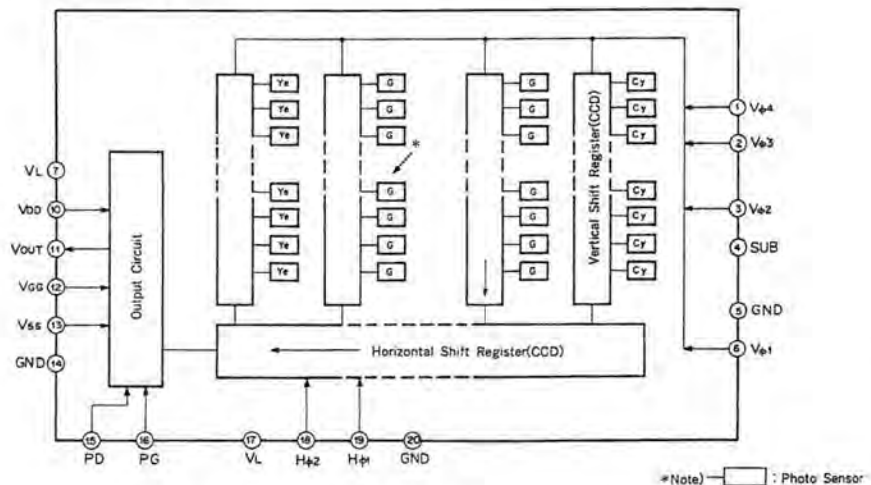 Ye G G Cy
Ye G G Cy
Ye G G Cy
*
Ye G G Cy
Ye G G Cy
Ye G G Cy
Ye G G Cy
Vertical Shift Register(CCD)
Output Circuit
Horizontal Shift Register(CCD)
VL 7
VDD 10
VOUT 11
VGG 12
VSS 13
GND 14
1 Vφ4
2 Vφ3
3 Vφ2
4 SUB
5 GND
6 Vφ1
15 16 17 18 19 20
PD PG VL Hφ2 Hφ1 GND
*Note) : Photo Sensor